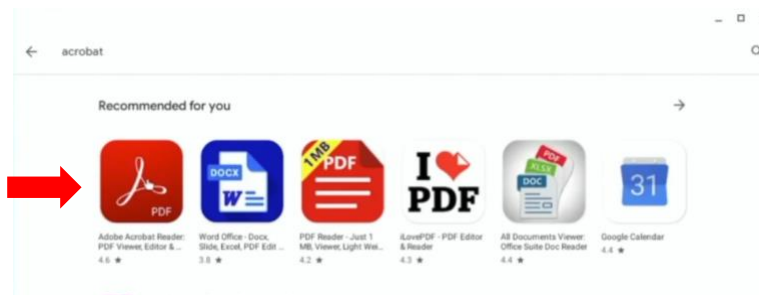 acrobat
Recommended for you
PDF
DOCX
W
1MB
PDF
I
PDF
PDF
XLSX
DOC
31
Adobe Acrobat Reader:
PDF Viewer, Editor & ...
4.6 ★
Word Office - Docx,
Slide, Excel, PDF Edit ...
3.8 ★
PDF Reader - Just 1
MB, Viewer, Light Wei...
4.2 ★
iLovePDF - PDF Editor
& Reader
4.3 ★
All Documents Viewer:
Office Suite Doc Reader
4.4 ★
Google Calendar
4.4 ★